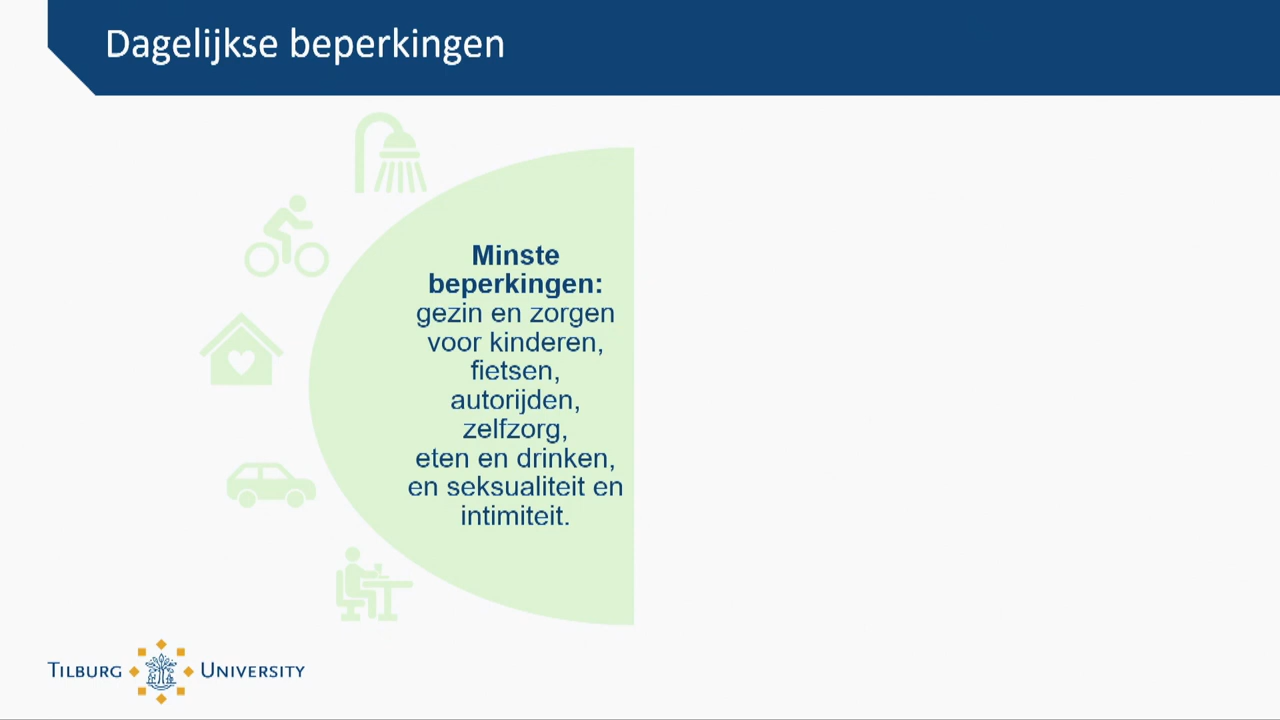 Dagelijkse beperkingen
Minste
beperkingen:
gezin en zorgen
voor kinderen,
fietsen,
autorijden,
zelfzorg,
eten en drinken,
en seksualiteit en
intimiteit.
TILBURG UNIVERSITY